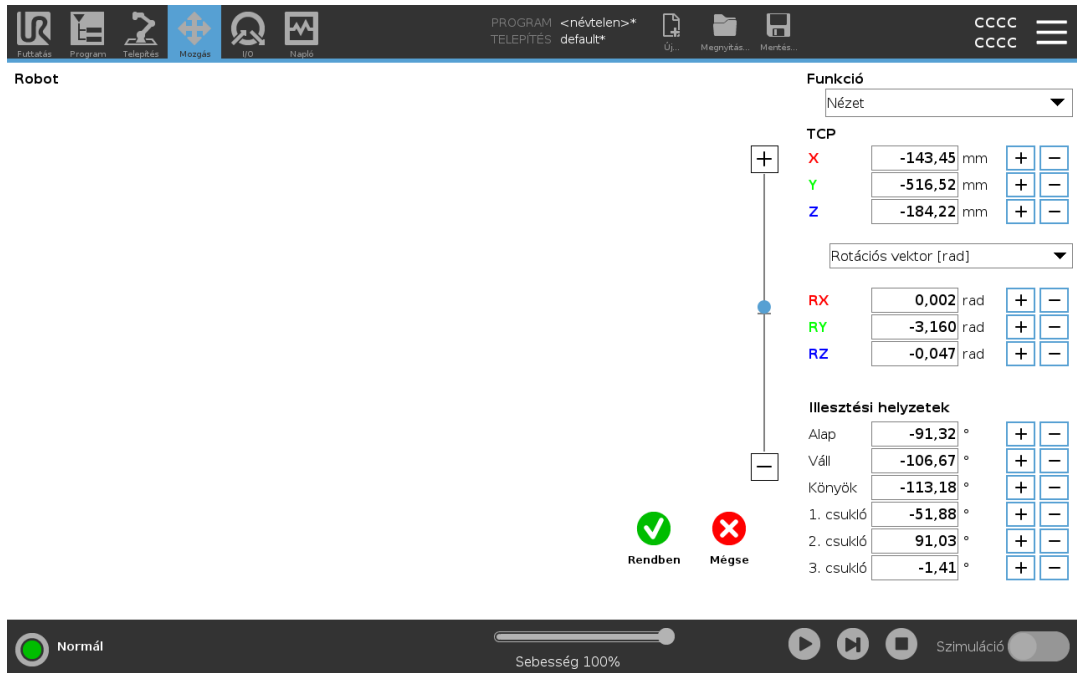 PROGRAM <névtelen>*
TELEPÍTÉS default*
CCCC
CCCC
Futtatás Program Telepítés Mozgás I/O Napló
Új... Megnyitás... Mentés...
Robot
Funkció
Nézet
TCP
X -143,45 mm + −
Y -516,52 mm + −
Z -184,22 mm + −
Rotációs vektor [rad]
RX 0,002 rad + −
RY -3,160 rad + −
RZ -0,047 rad + −
Illesztési helyzetek
Alap -91,32 ° + −
Váll -106,67 ° + −
Könyök -113,18 ° + −
1. csukló -51,88 ° + −
2. csukló 91,03 ° + −
3. csukló -1,41 ° + −
Rendben Mégse
Normál
Sebesség 100%
Szimuláció